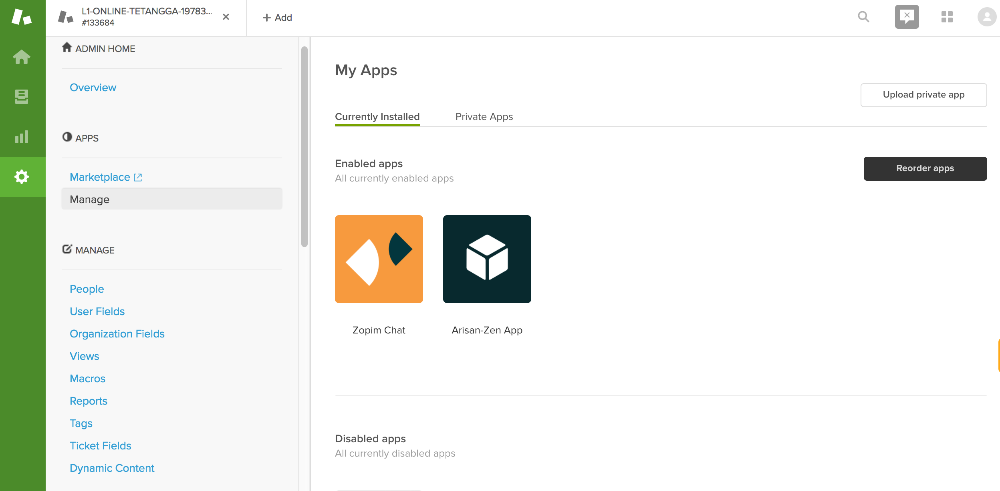 L1-ONLINE-TETANGGA-19783...
#133684
Add
ADMIN HOME
Overview
APPS
Marketplace
Manage
MANAGE
People
User Fields
Organization Fields
Views
Macros
Reports
Tags
Ticket Fields
Dynamic Content
My Apps
Upload private app
Currently Installed
Private Apps
Enabled apps
All currently enabled apps
Reorder apps
Zopim Chat
Arisan-Zen App
Disabled apps
All currently disabled apps